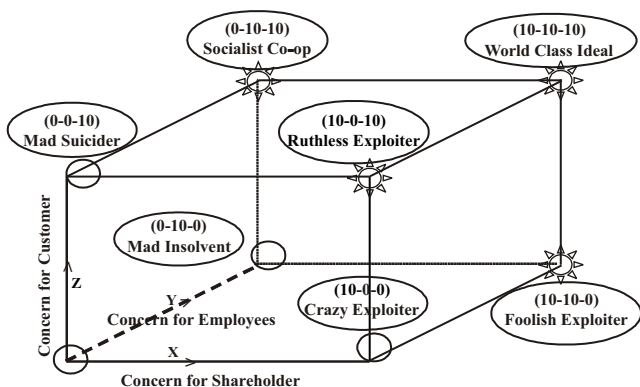 (0-10-10)
Socialist Co-op
(10-10-10)
World Class Ideal
(0-0-10)
Mad Suicider
(10-0-10)
Ruthless Exploiter
(0-10-0)
Mad Insolvent
(10-0-0)
Crazy Exploiter
(10-10-0)
Foolish Exploiter
Concern for Customer
Z
Y
Concern for Employees
X
Concern for Shareholder